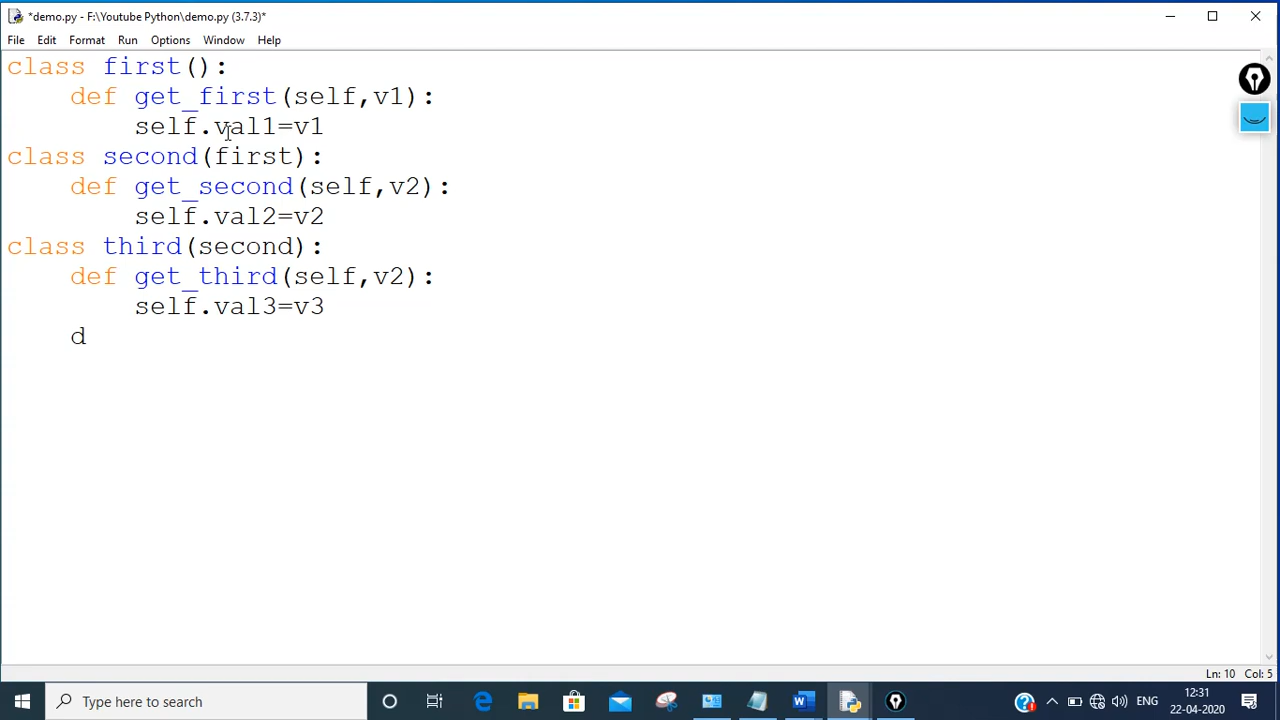 *demo.py - F:\Youtube Python\demo.py (3.7.3)*
File Edit Format Run Options Window Help
class first():
    def get_first(self,v1):
        self.val1=v1
class second(first):
    def get_second(self,v2):
        self.val2=v2
class third(second):
    def get_third(self,v2):
        self.val3=v3
    d
Ln: 10 Col: 5
Type here to search
ENG
12:31
22-04-2020